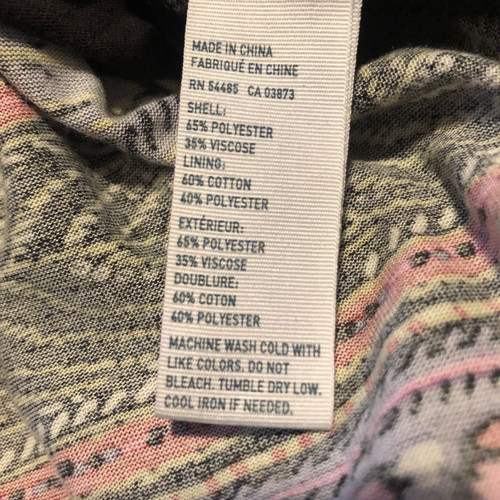 MADE IN CHINA
FABRIQUÉ EN CHINE
RN 54485 CA 03873
SHELL:
65% POLYESTER
35% VISCOSE
LINING:
60% COTTON
40% POLYESTER
EXTÉRIEUR:
65% POLYESTER
35% VISCOSE
DOUBLURE:
60% COTON
40% POLYESTER
MACHINE WASH COLD WITH
LIKE COLORS. DO NOT
BLEACH. TUMBLE DRY LOW.
COOL IRON IF NEEDED.